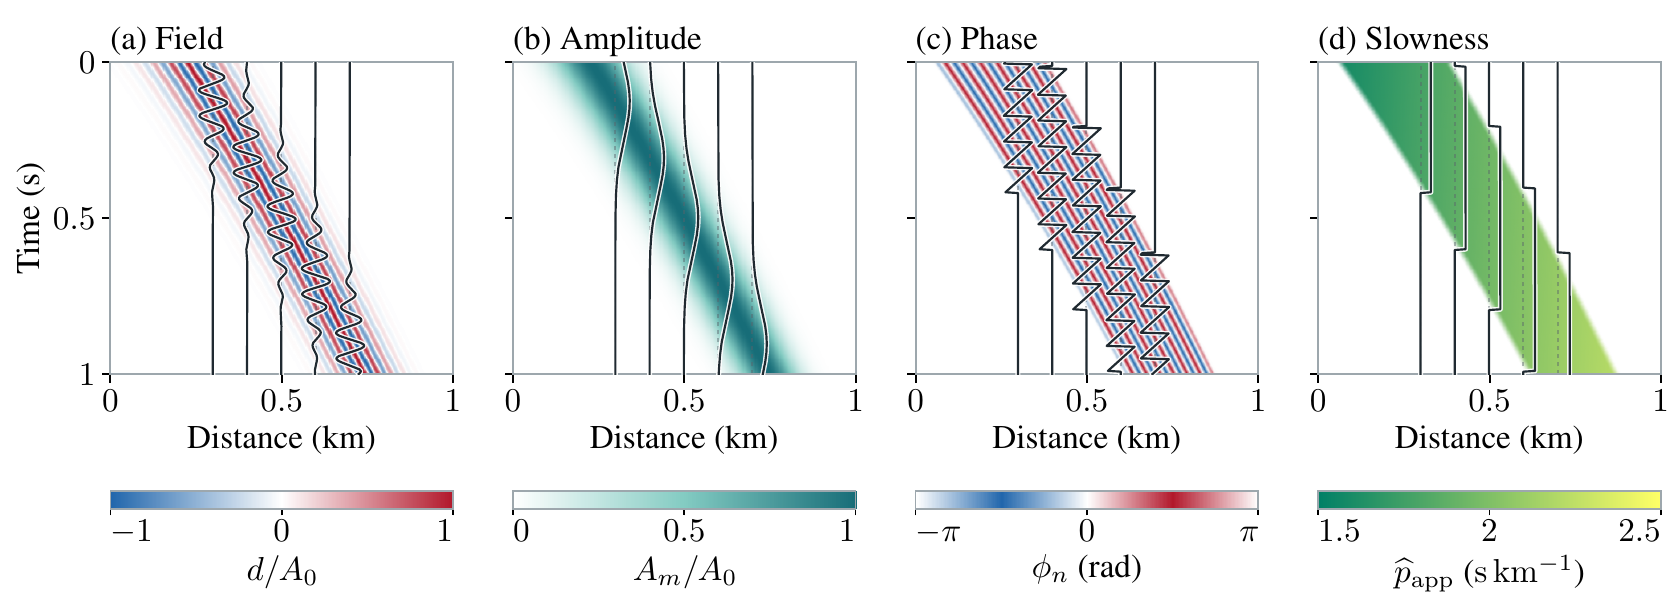 (a) Field
(b) Amplitude
(c) Phase
(d) Slowness
Time (s)
0
0.5
1
0 0.5 1
0 0.5 1
0 0.5 1
0 0.5 1
Distance (km)
Distance (km)
Distance (km)
Distance (km)
−1 0 1
0 0.5 1
−π 0 π
1.5 2 2.5
d/A₀
Aₘ/A₀
ϕₙ (rad)
p̂app (s km⁻¹)